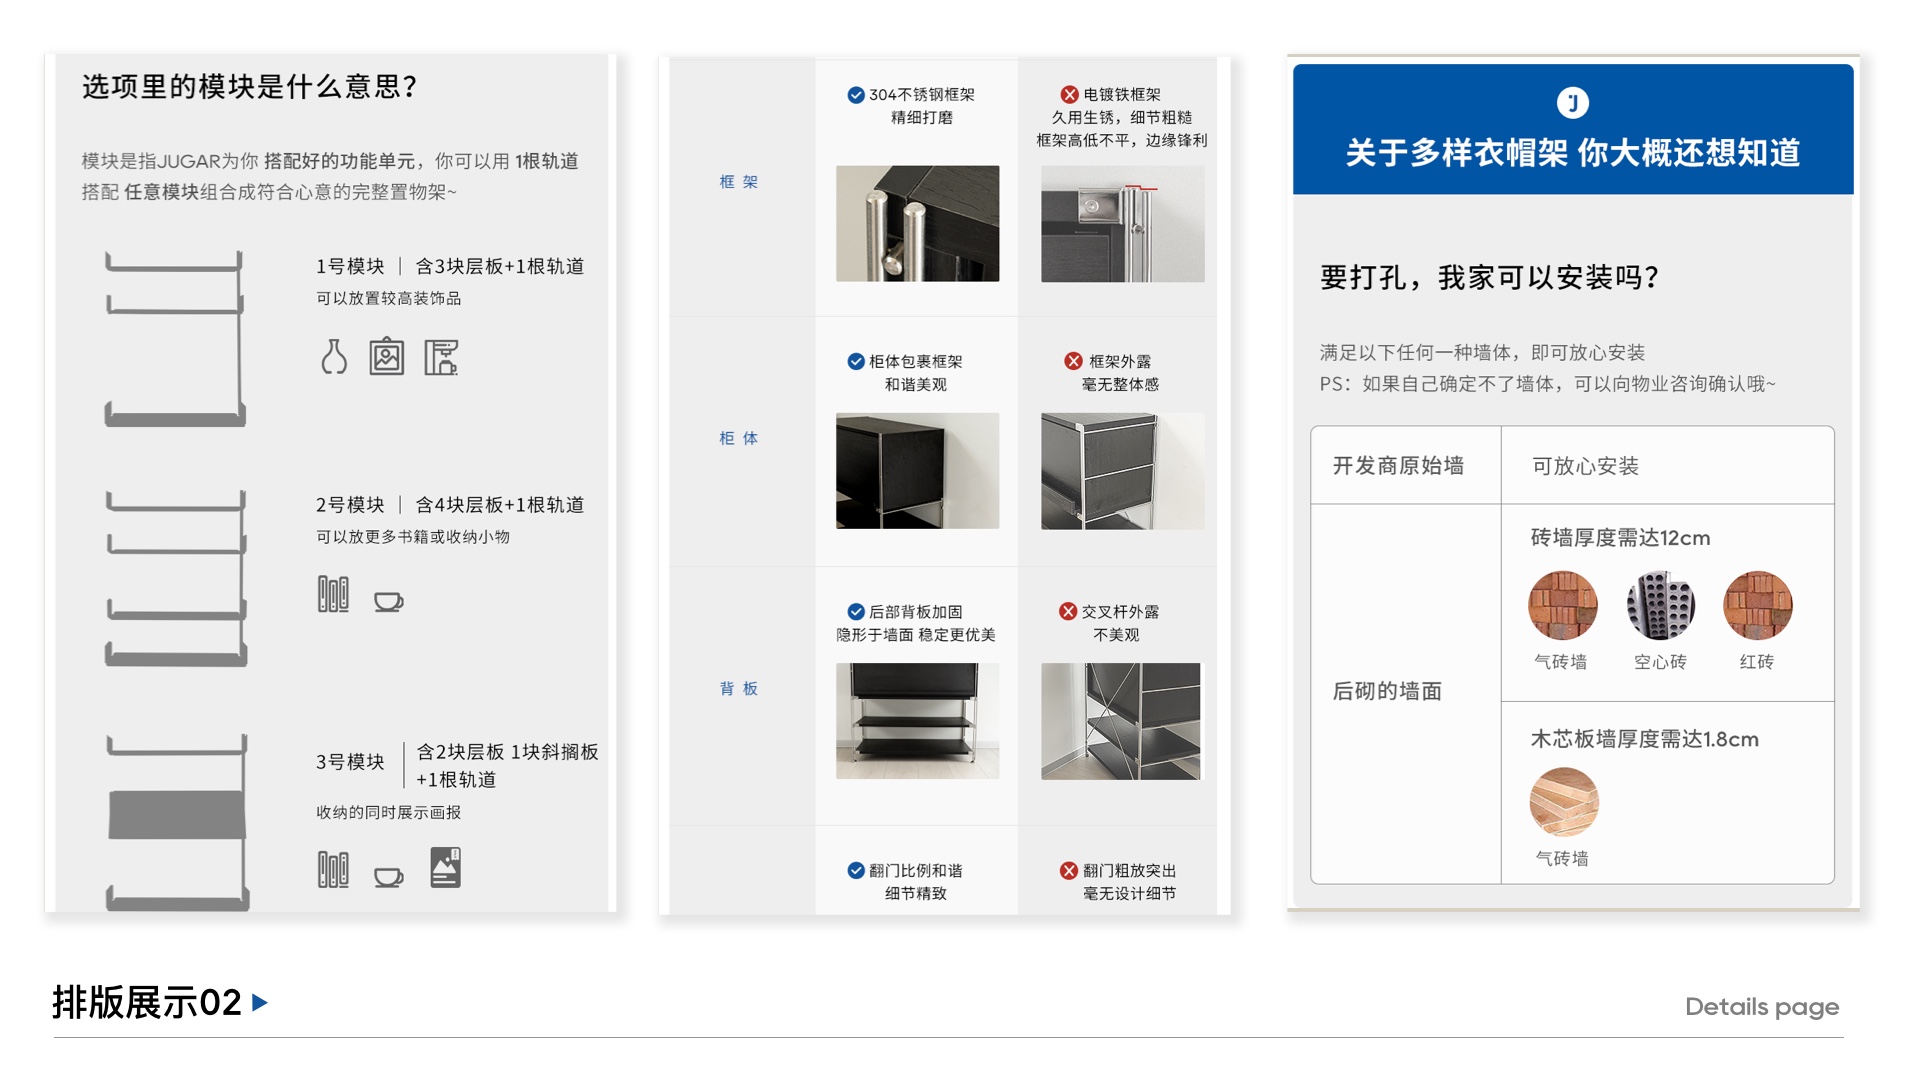 选项里的模块是什么意思？
模块是指JUGAR为你 搭配好的功能单元，你可以用 1根轨道
搭配 任意模块组合成符合心意的完整置物架~
1号模块 | 含3块层板+1根轨道
可以放置较高装饰品
2号模块 | 含4块层板+1根轨道
可以放更多书籍或收纳小物
3号模块 | 含2块层板 1块斜搁板
+1根轨道
收纳的同时展示画报
304不锈钢框架
精细打磨
电镀铁框架
久用生锈，细节粗糙
框架高低不平，边缘锋利
框 架
柜体包裹框架
和谐美观
框架外露
毫无整体感
柜 体
后部背板加固
隐形于墙面 稳定更优美
交叉杆外露
不美观
背 板
翻门比例和谐
细节精致
翻门粗放突出
毫无设计细节
J
关于多样衣帽架 你大概还想知道
要打孔，我家可以安装吗？
满足以下任何一种墙体，即可放心安装
PS：如果自己确定不了墙体，可以向物业咨询确认哦~
开发商原始墙
可放心安装
后砌的墙面
砖墙厚度需达12cm
气砖墙
空心砖
红砖
木芯板墙厚度需达1.8cm
气砖墙
排版展示02
Details page